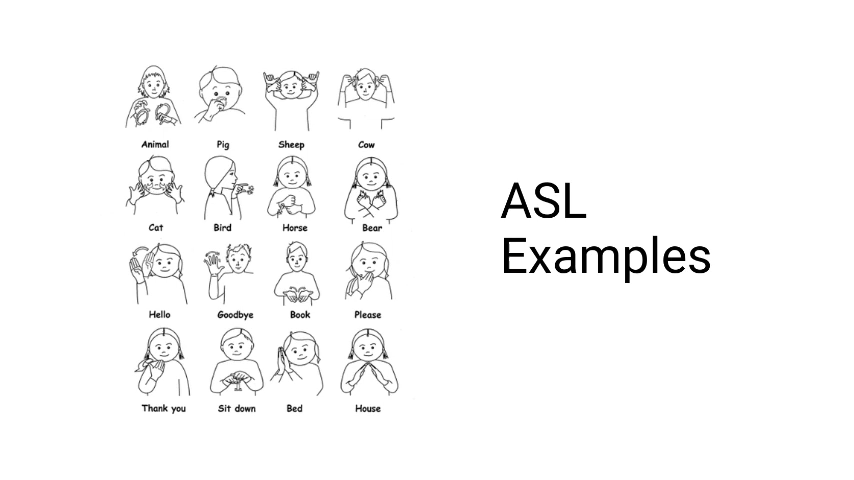 Animal Pig Sheep Cow
Cat Bird Horse Bear
Hello Goodbye Book Please
Thank you Sit down Bed House
ASL
Examples